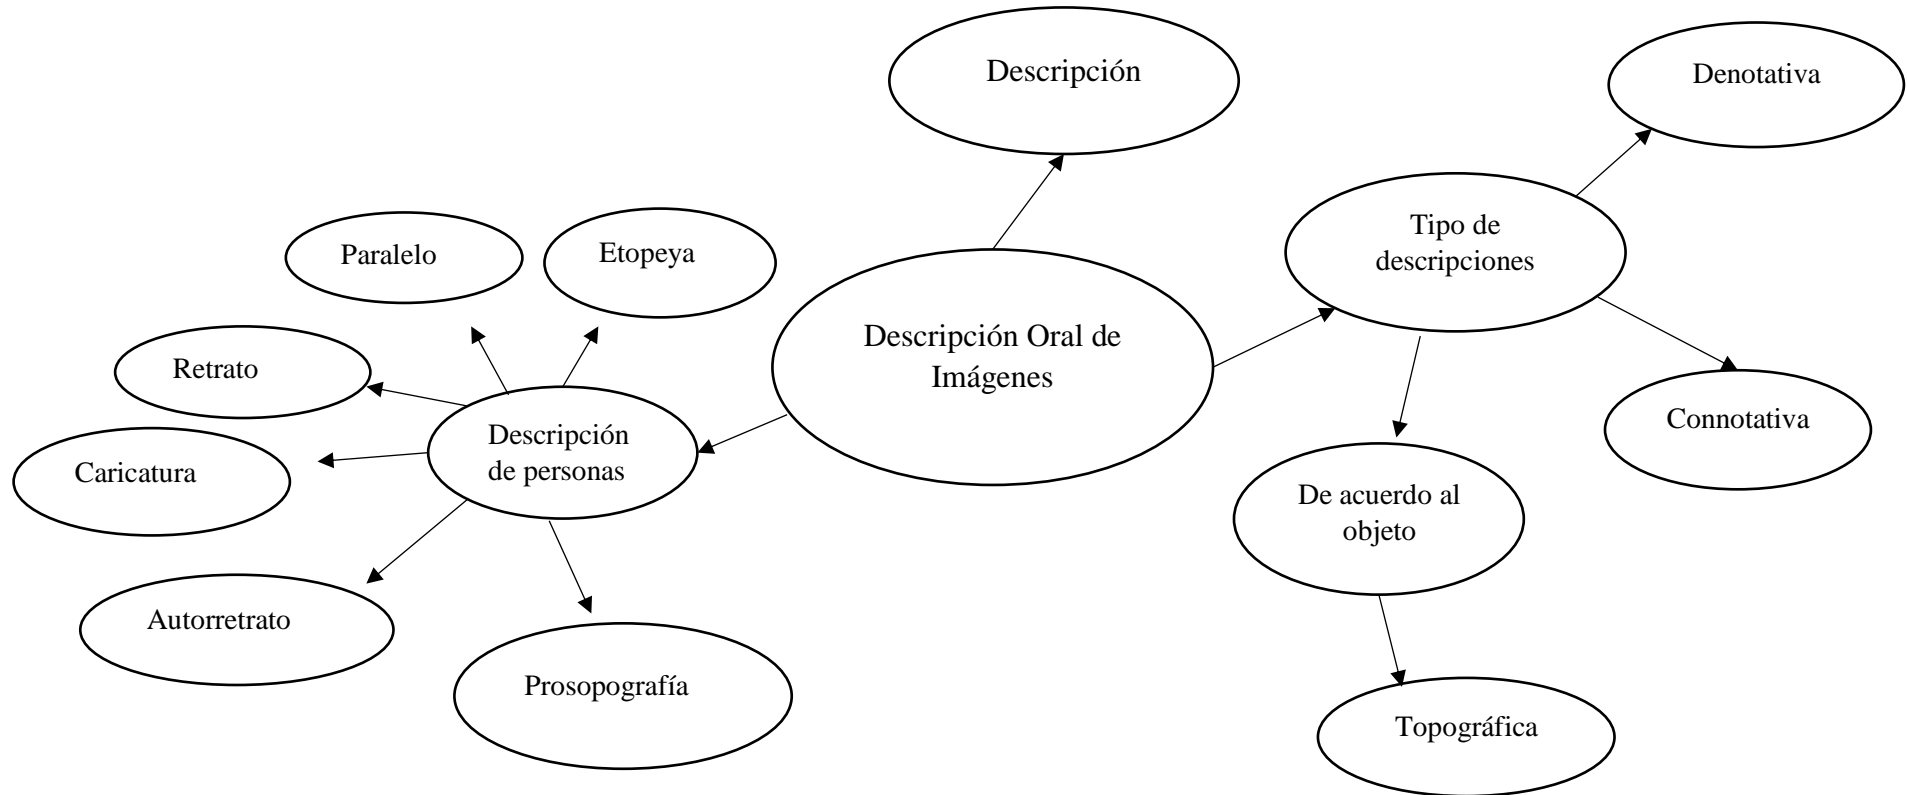 Descripción
Denotativa
Tipo de
descripciones
Paralelo
Etopeya
Descripción Oral de
Imágenes
Retrato
Connotativa
Descripción
de personas
Caricatura
De acuerdo al
objeto
Autorretrato
Prosopografía
Topográfica